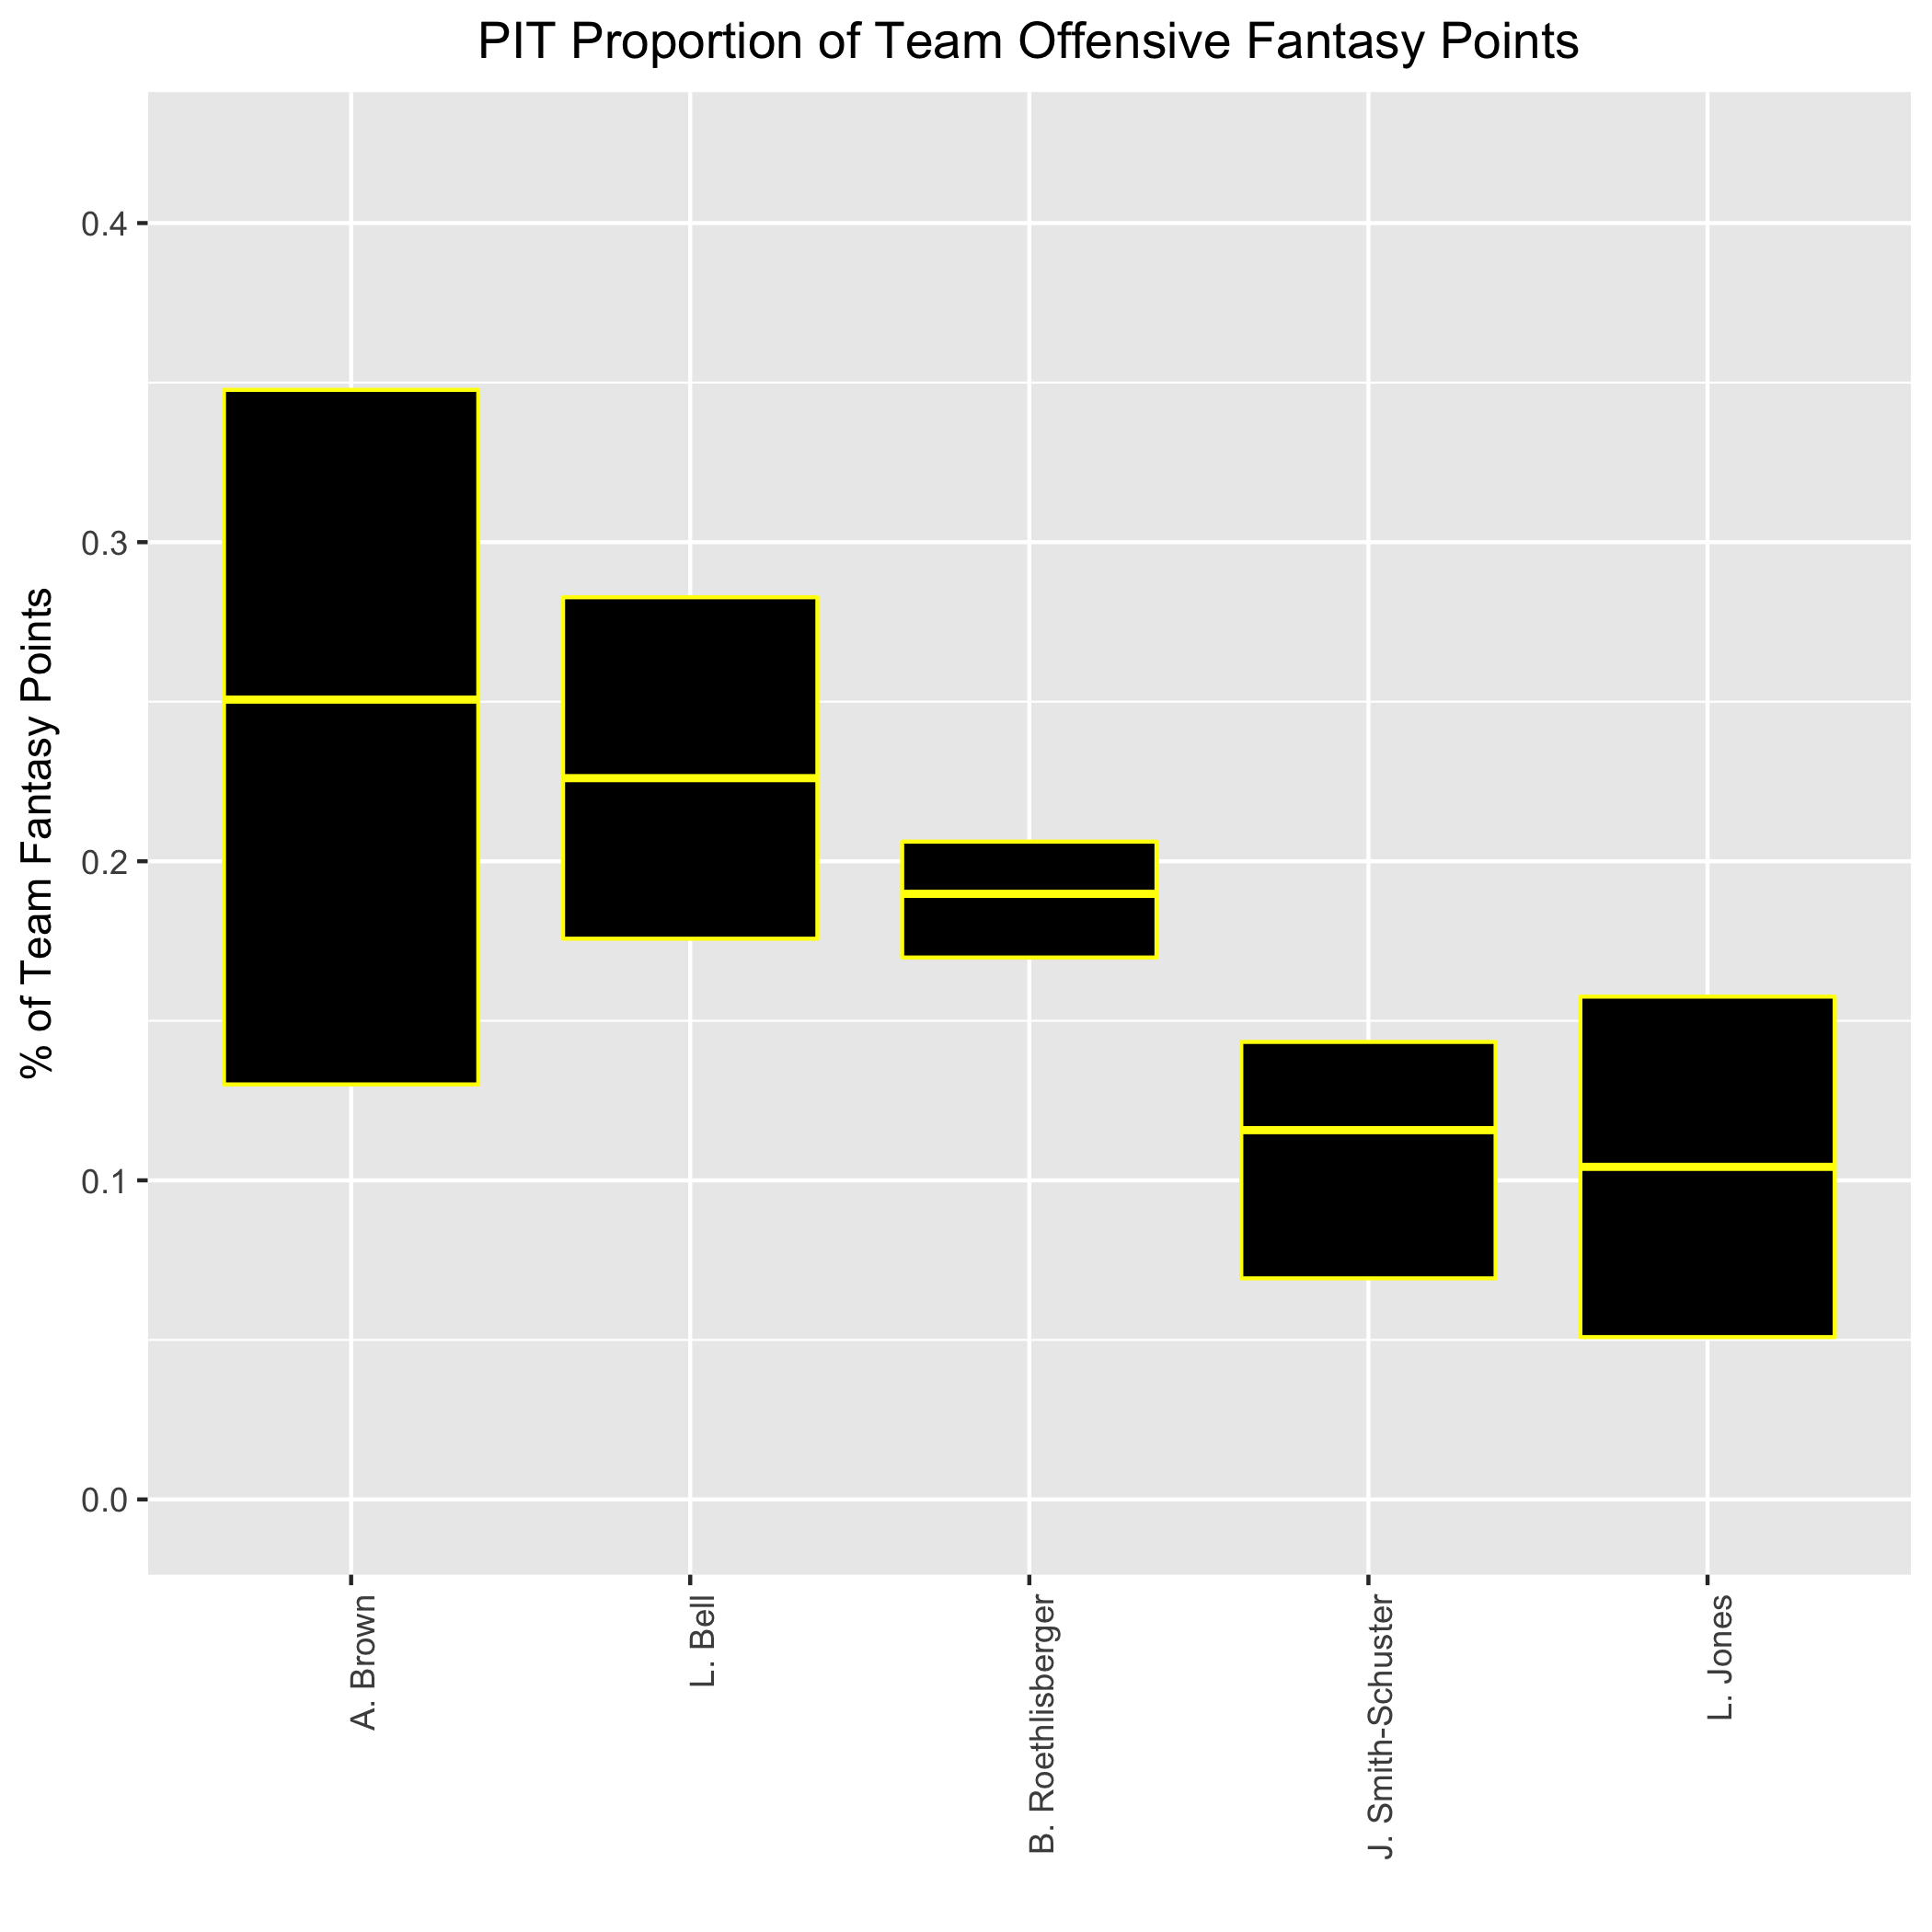 PIT Proportion of Team Offensive Fantasy Points
% of Team Fantasy Points
0.4
0.3
0.2
0.1
0.0
A. Brown
L. Bell
B. Roethlisberger
J. Smith-Schuster
L. Jones